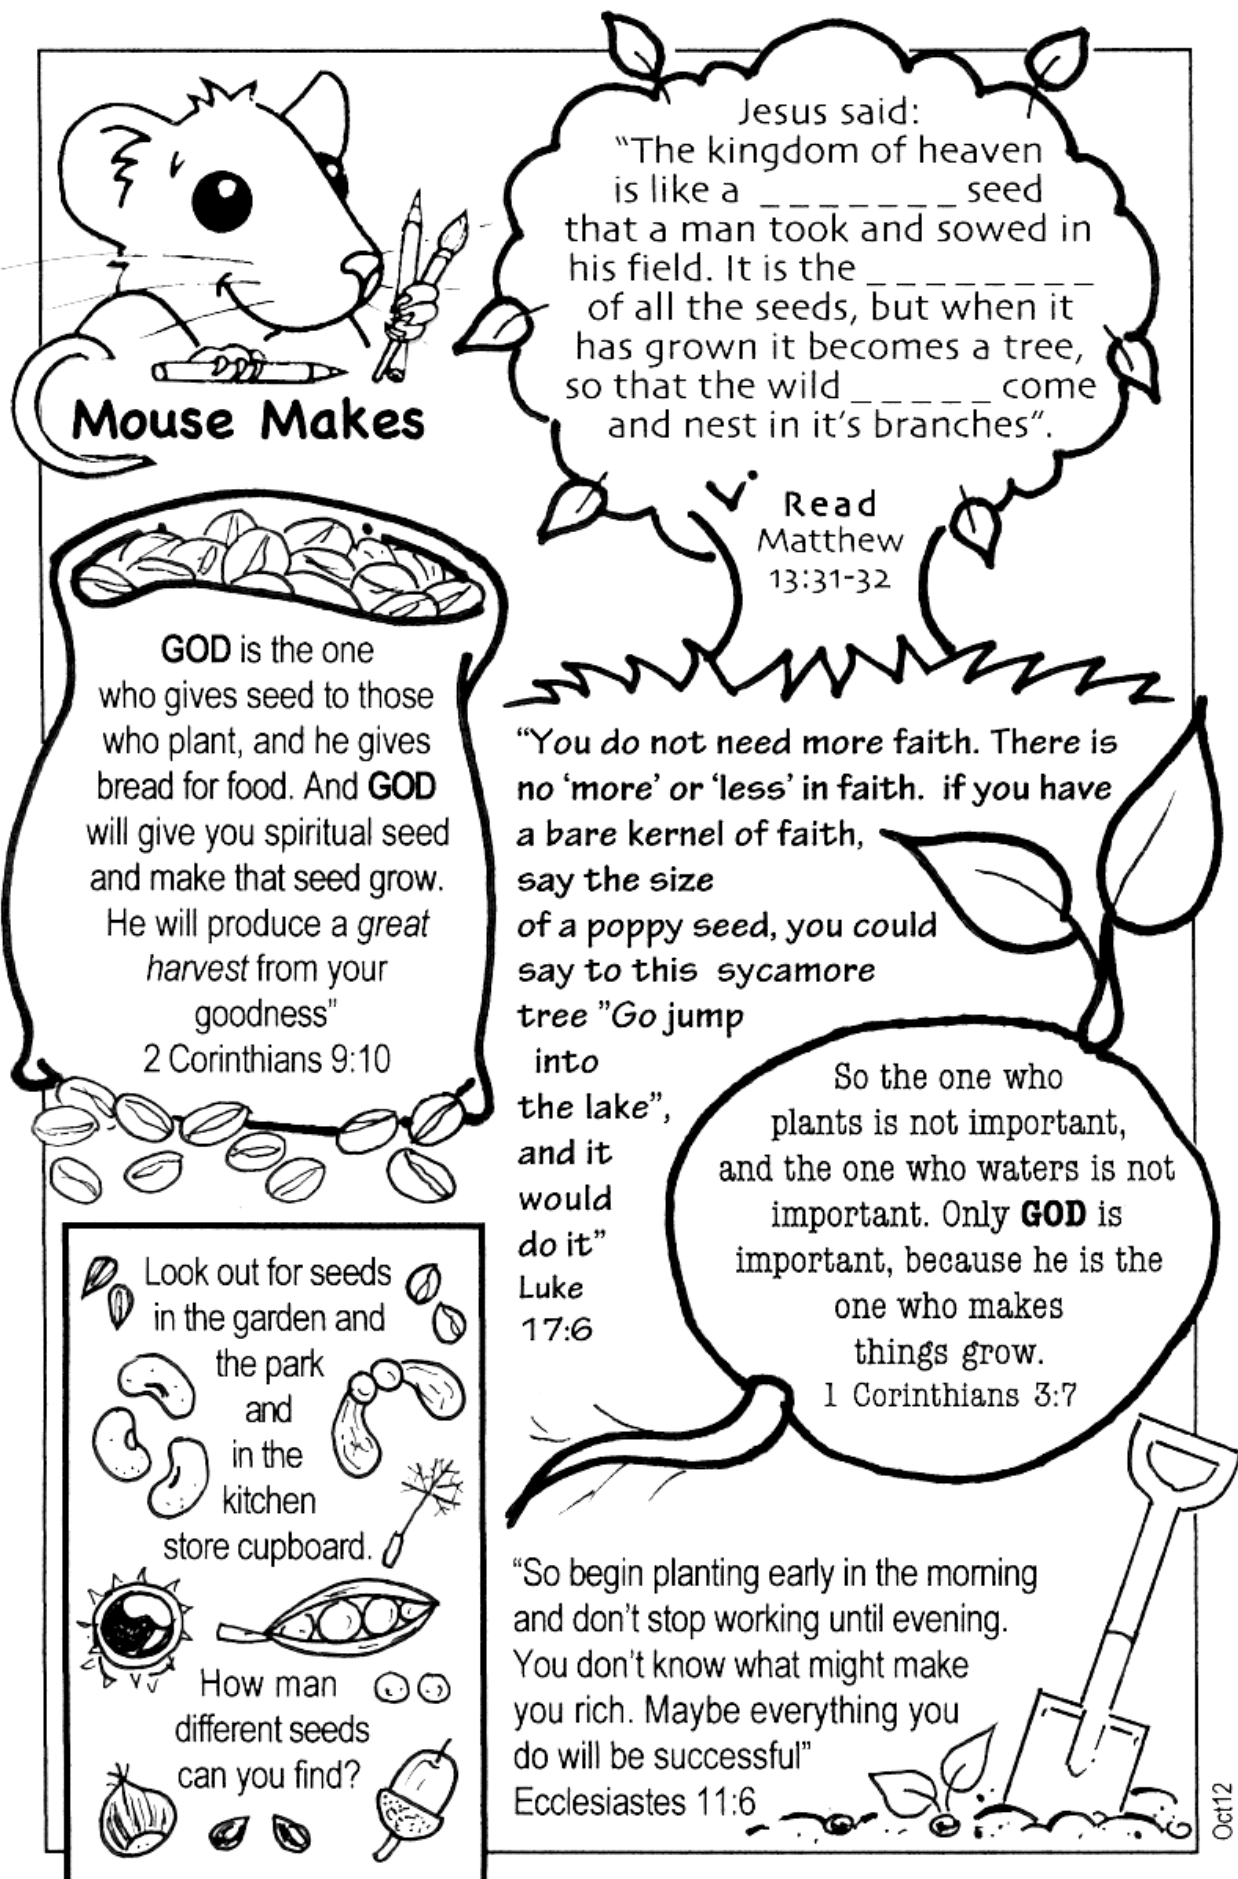 Jesus said:
"The kingdom of heaven
is like a _ _ _ _ _ _ _ seed
that a man took and sowed in
his field. It is the _ _ _ _ _ _ _ _
of all the seeds, but when it
has grown it becomes a tree,
so that the wild _ _ _ _ _ come
and nest in it's branches".
Read
Matthew
13:31-32
Mouse Makes
GOD is the one
who gives seed to those
who plant, and he gives
bread for food. And GOD
will give you spiritual seed
and make that seed grow.
He will produce a great
harvest from your
goodness"
2 Corinthians 9:10
"You do not need more faith. There is
no 'more' or 'less' in faith. if you have
a bare kernel of faith,
say the size
of a poppy seed, you could
say to this sycamore
tree "Go jump
into
the lake",
and it
would
do it"
Luke
17:6
So the one who
plants is not important,
and the one who waters is not
important. Only GOD is
important, because he is the
one who makes
things grow.
1 Corinthians 3:7
Look out for seeds
in the garden and
the park
and
in the
kitchen
store cupboard.
How man
different seeds
can you find?
"So begin planting early in the morning
and don't stop working until evening.
You don't know what might make
you rich. Maybe everything you
do will be successful"
Ecclesiastes 11:6
Oct12